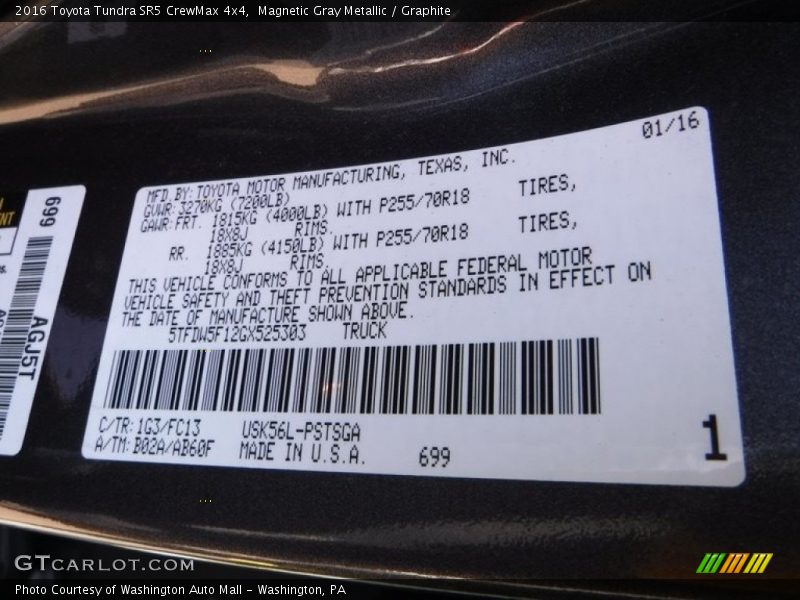 2016 Toyota Tundra SR5 CrewMax 4x4,  Magnetic Gray Metallic / Graphite
01/16
MFD BY: TOYOTA MOTOR MANUFACTURING, TEXAS, INC.
GVWR: 3270KG (7200LB)
GAWR: FRT. 1815KG (4000LB) WITH P255/70R18 TIRES,
18X8J RIMS.
RR. 1885KG (4150LB) WITH P255/70R18 TIRES,
18X8J RIMS.
THIS VEHICLE CONFORMS TO ALL APPLICABLE FEDERAL MOTOR
VEHICLE SAFETY AND THEFT PREVENTION STANDARDS IN EFFECT ON
THE DATE OF MANUFACTURE SHOWN ABOVE.
5TFDW5F12GX525303 TRUCK
C/TR: 1G3/FC13 USK56L-PSTSGA
A/TM: B02A/AB60F MADE IN U.S.A. 699
1
699
AGJ5T
GTCARLOT.COM
Photo Courtesy of Washington Auto Mall - Washington, PA